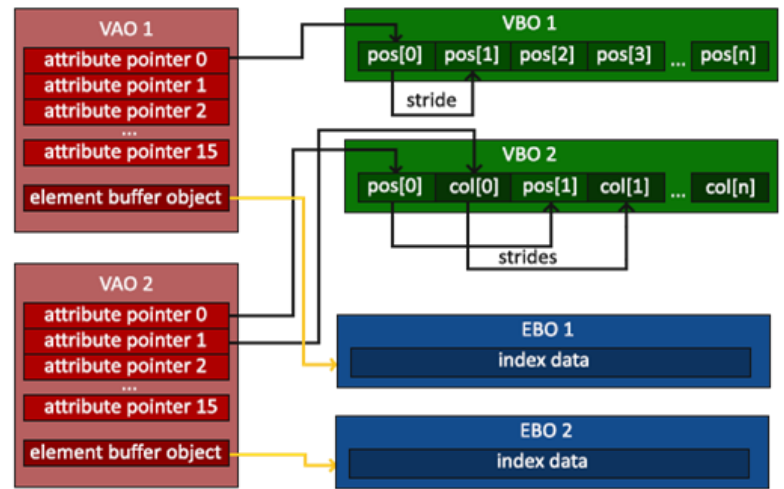 VAO 1
attribute pointer 0
attribute pointer 1
attribute pointer 2
...
attribute pointer 15
element buffer object
VAO 2
attribute pointer 0
attribute pointer 1
attribute pointer 2
...
attribute pointer 15
element buffer object
VBO 1
pos[0] pos[1] pos[2] pos[3] ... pos[n]
stride
VBO 2
pos[0] col[0] pos[1] col[1] ... col[n]
strides
EBO 1
index data
EBO 2
index data